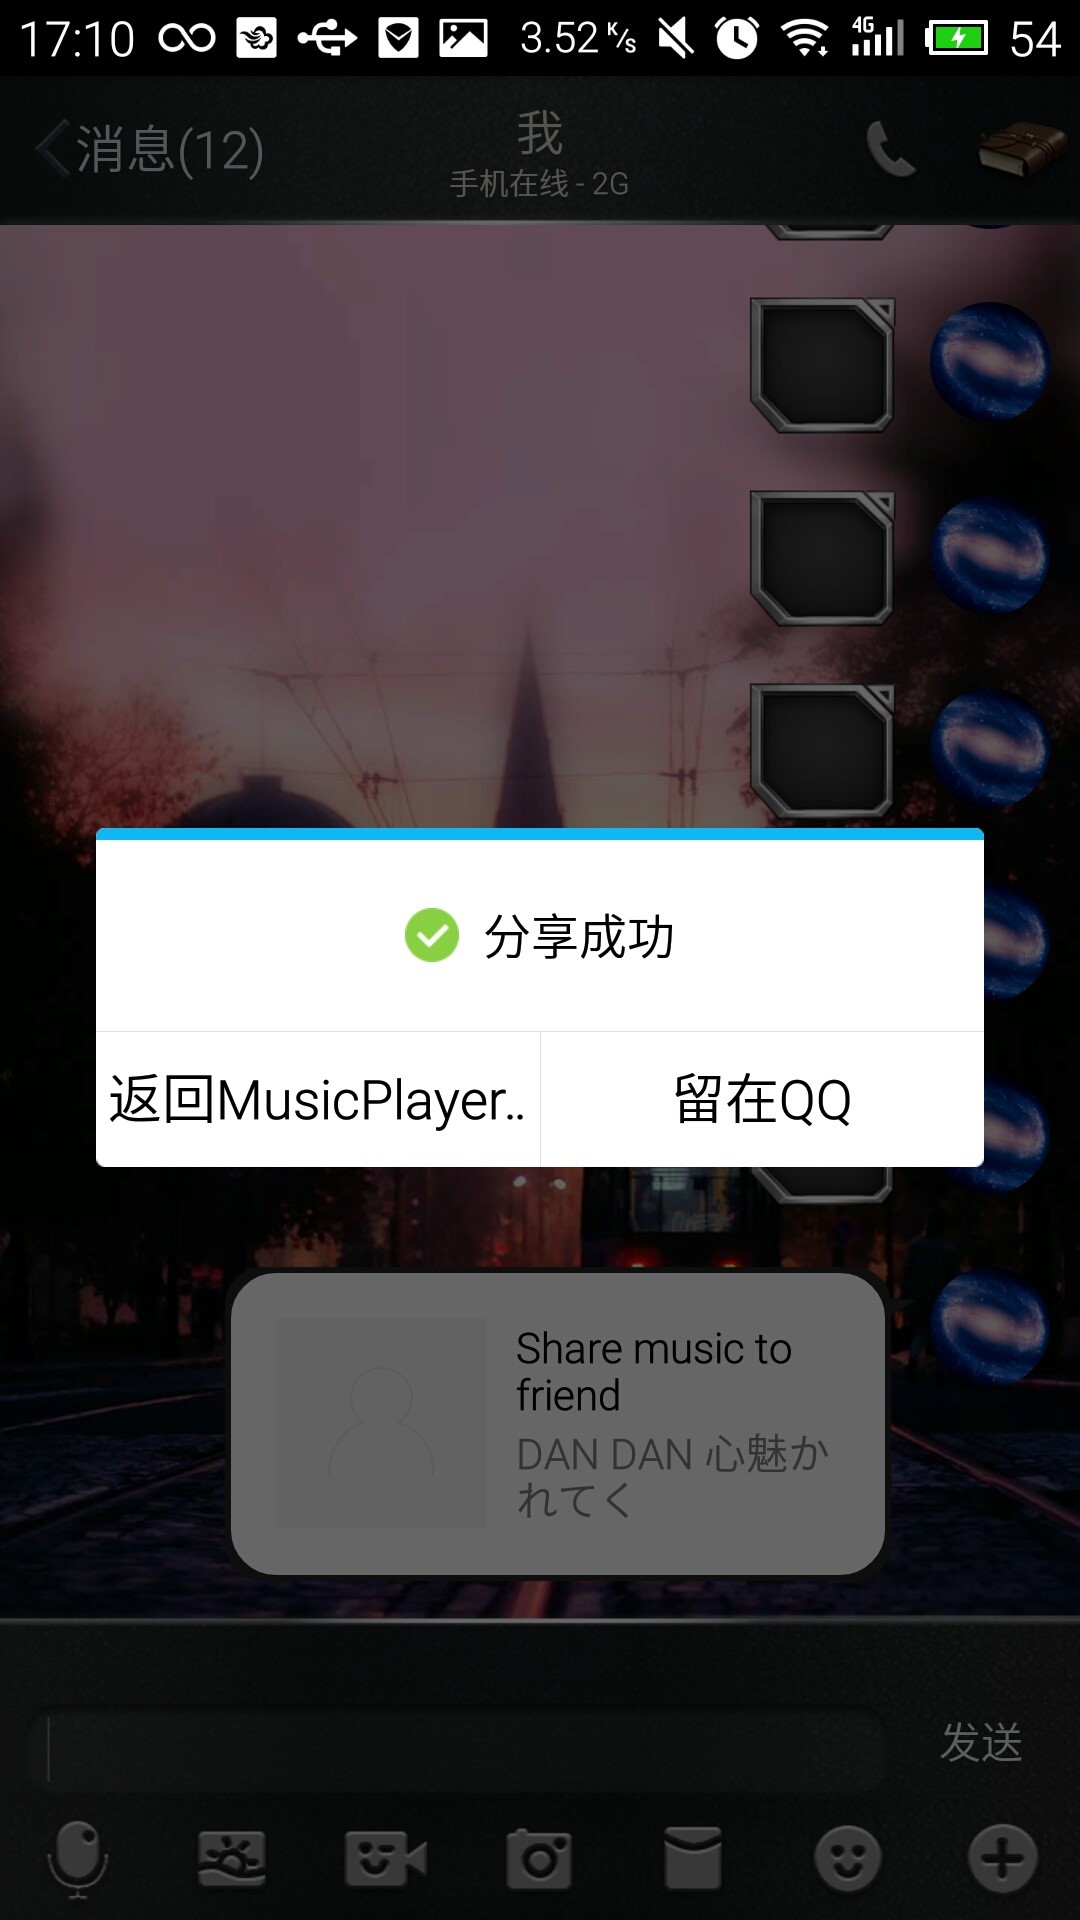 17:10
3.52 K/s
4G
54
消息(12)
我
手机在线 - 2G
分享成功
返回MusicPlayer..
留在QQ
Share music to
friend
DAN DAN 心魅か
れてく
发送